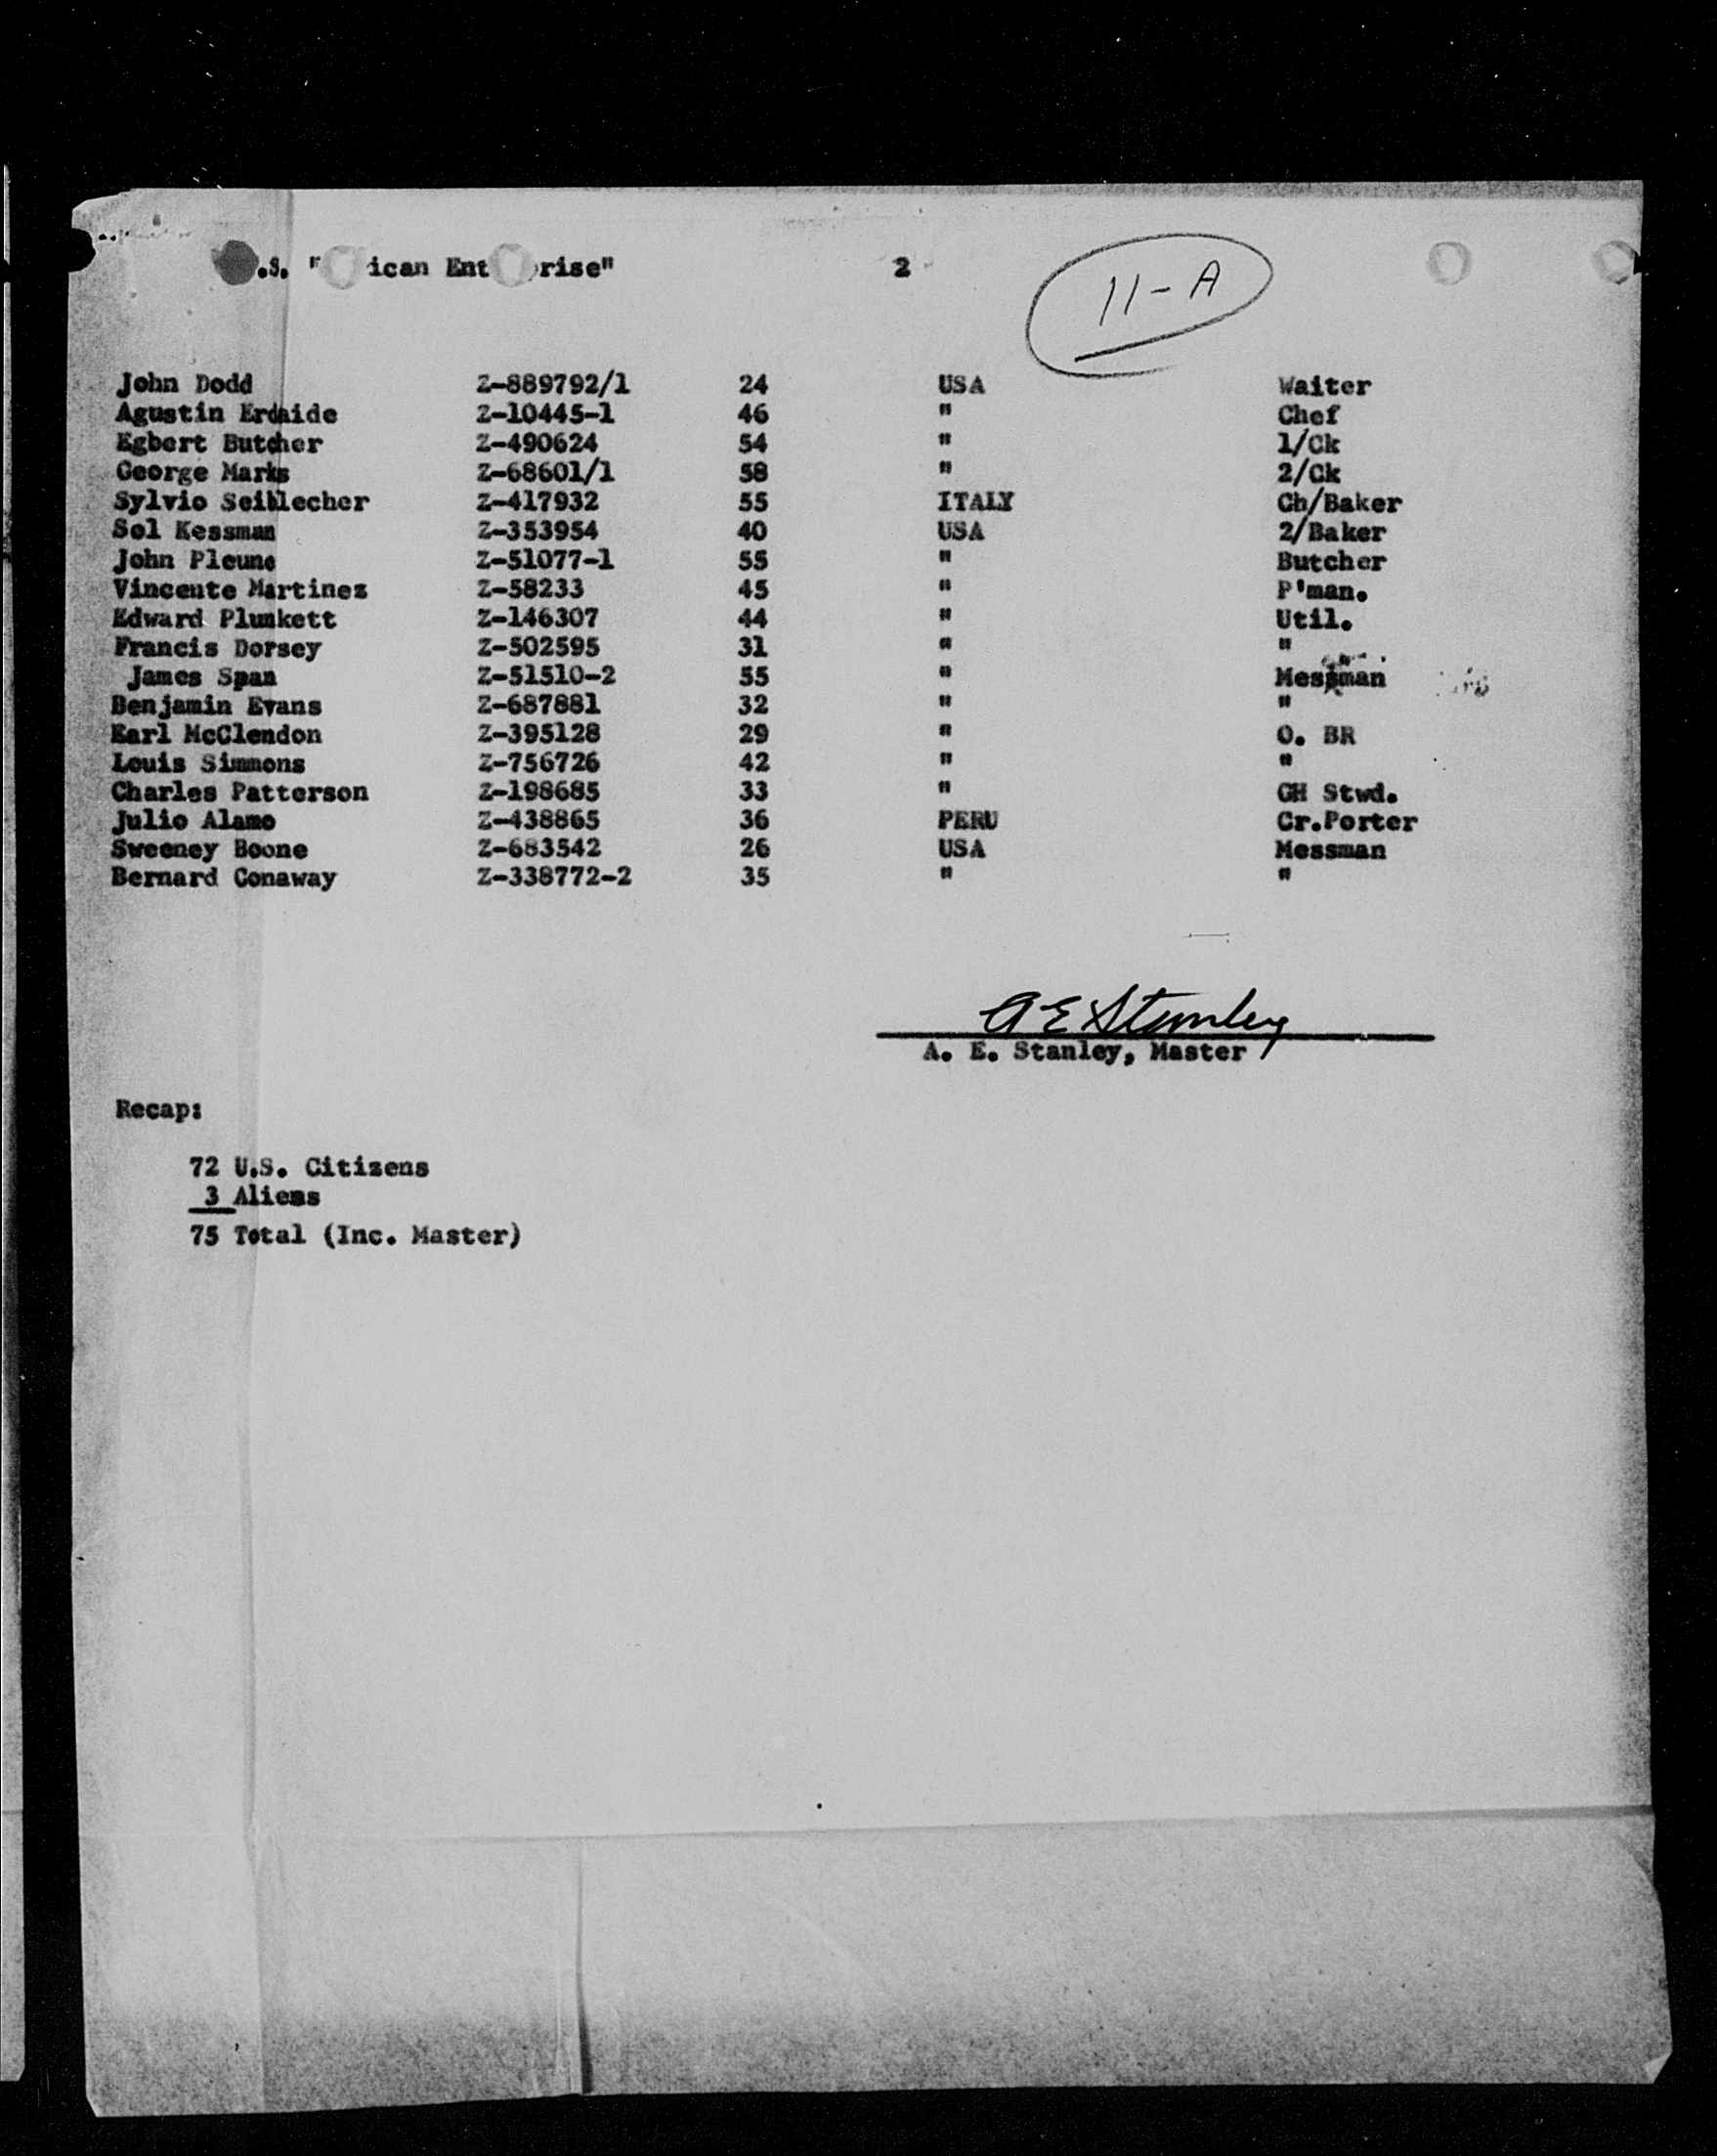 .S. " ican Ent rise" 2
11-A
John Dodd Z-889792/1 24 USA Waiter
Agustin Erdaide Z-10445-1 46 " Chef
Egbert Butcher Z-490624 54 " 1/Ck
George Marks Z-68601/1 58 " 2/Ck
Sylvio Z-417932 55 ITALY Ch/Baker
Sol Kessman Z-353954 40 USA 2/Baker
John Pleune Z-51077-1 55 " Butcher
Vincente Martinez Z-58233 45 " P'man.
Edward Plunkett Z-146307 44 " Util.
Francis Dorsey Z-502595 31 " "
James Span Z-51510-2 55 " Messman
Benjamin Evans Z-687881 32 " "
Earl McClendon Z-395128 29 " O. BR
Louis Simmons Z-756726 42 " "
Charles Patterson Z-198685 33 " GH Stwd.
Julio Alamo Z-438865 36 PERU Cr.Porter
Sweeney Boone Z-683542 26 USA Messman
Bernard Conaway Z-338772-2 35 " "
A E Stanley
A. E. Stanley, Master
Recap:
72 U.S. Citizens
3 Aliens
75 Total (Inc. Master)